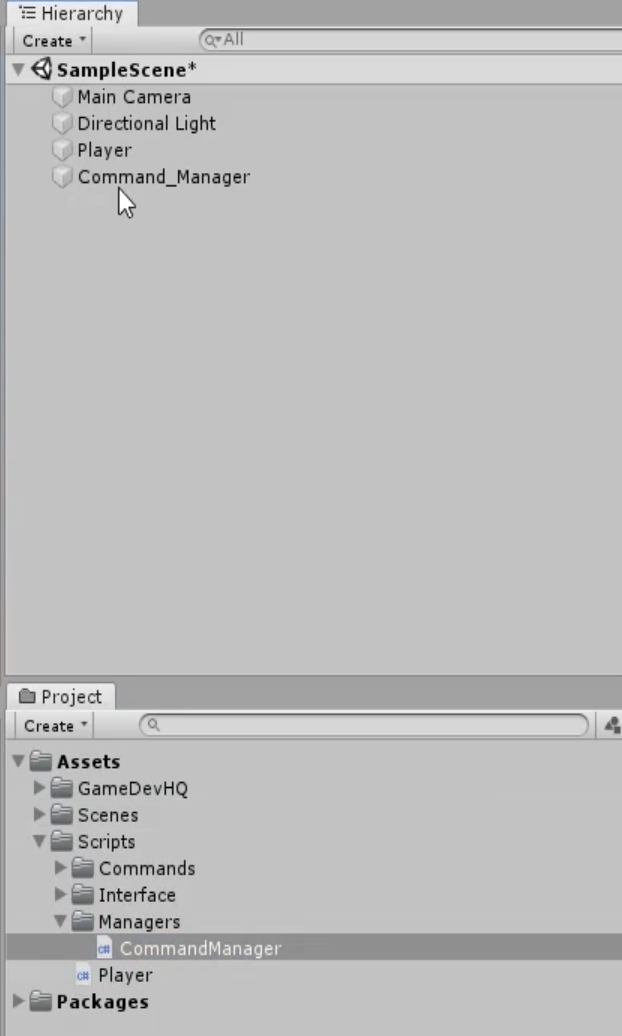 Hierarchy
Create All
SampleScene*
Main Camera
Directional Light
Player
Command_Manager
Project
Create
Assets
GameDevHQ
Scenes
Scripts
Commands
Interface
Managers
c# CommandManager
c# Player
Packages